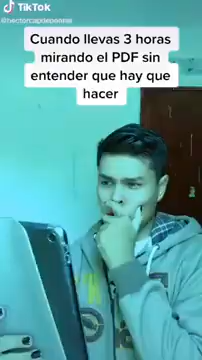 TikTok
Cuando llevas 3 horas
mirando el PDF sin
entender que hay que
hacer